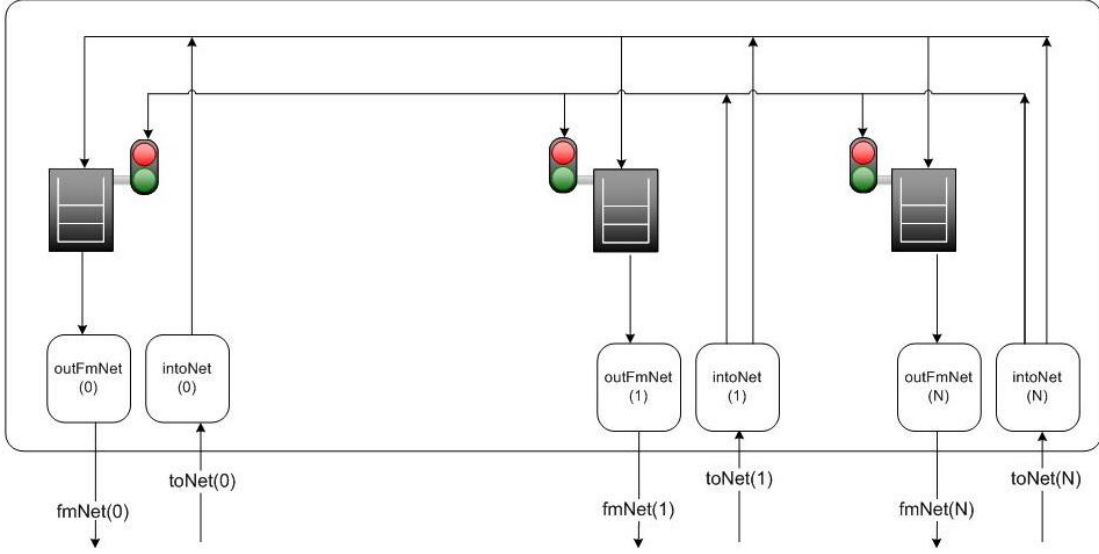 outFmNet
(0)
intoNet
(0)
outFmNet
(1)
intoNet
(1)
outFmNet
(N)
intoNet
(N)
toNet(0)
toNet(1)
toNet(N)
fmNet(0)
fmNet(1)
fmNet(N)